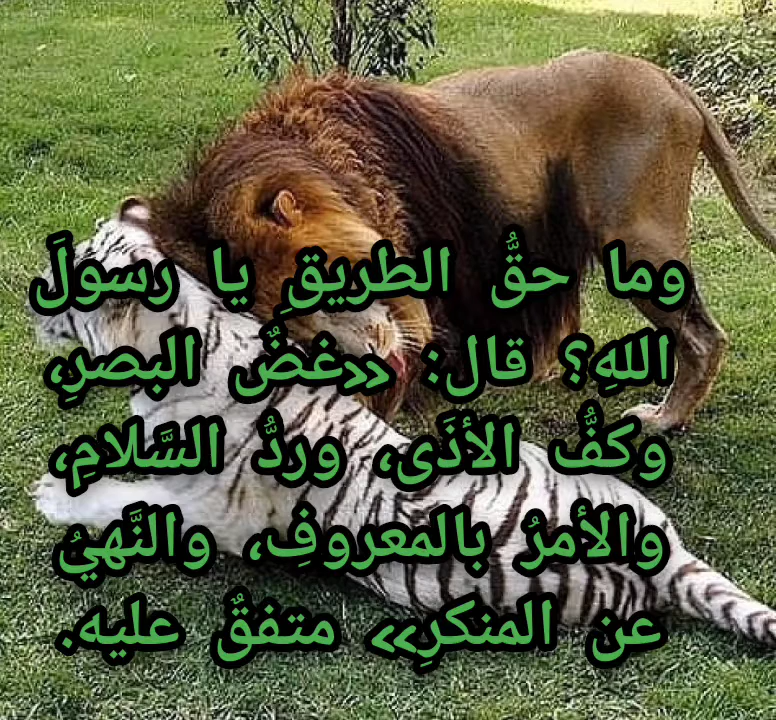 وما حقُّ الطريقِ يا رسولَ
اللهِ؟ قال: <<غضٌّ البصرِ،
وكفُّ الأذَى، وردُّ السَّلامِ،
والأمرُ بالمعروفِ، والنَّهيُ
عن المنكرِ>> متفقٌ عليه.